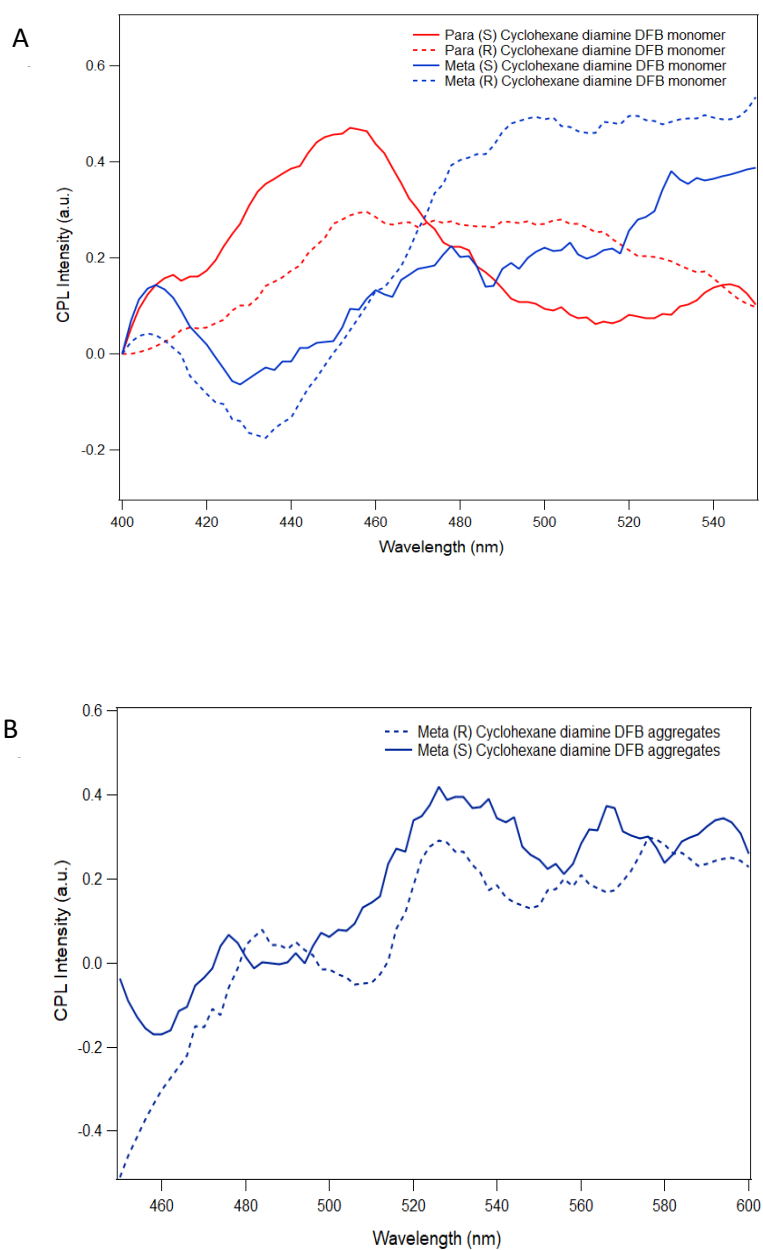 A
Para (S) Cyclohexane diamine DFB monomer
Para (R) Cyclohexane diamine DFB monomer
Meta (S) Cyclohexane diamine DFB monomer
Meta (R) Cyclohexane diamine DFB monomer
0.6
0.4
0.2
0.0
-0.2
CPL Intensity (a.u.)
400 420 440 460 480 500 520 540
Wavelength (nm)
B
Meta (R) Cyclohexane diamine DFB aggregates
Meta (S) Cyclohexane diamine DFB aggregates
0.6
0.4
0.2
0.0
-0.2
-0.4
CPL Intensity (a.u.)
460 480 500 520 540 560 580 600
Wavelength (nm)